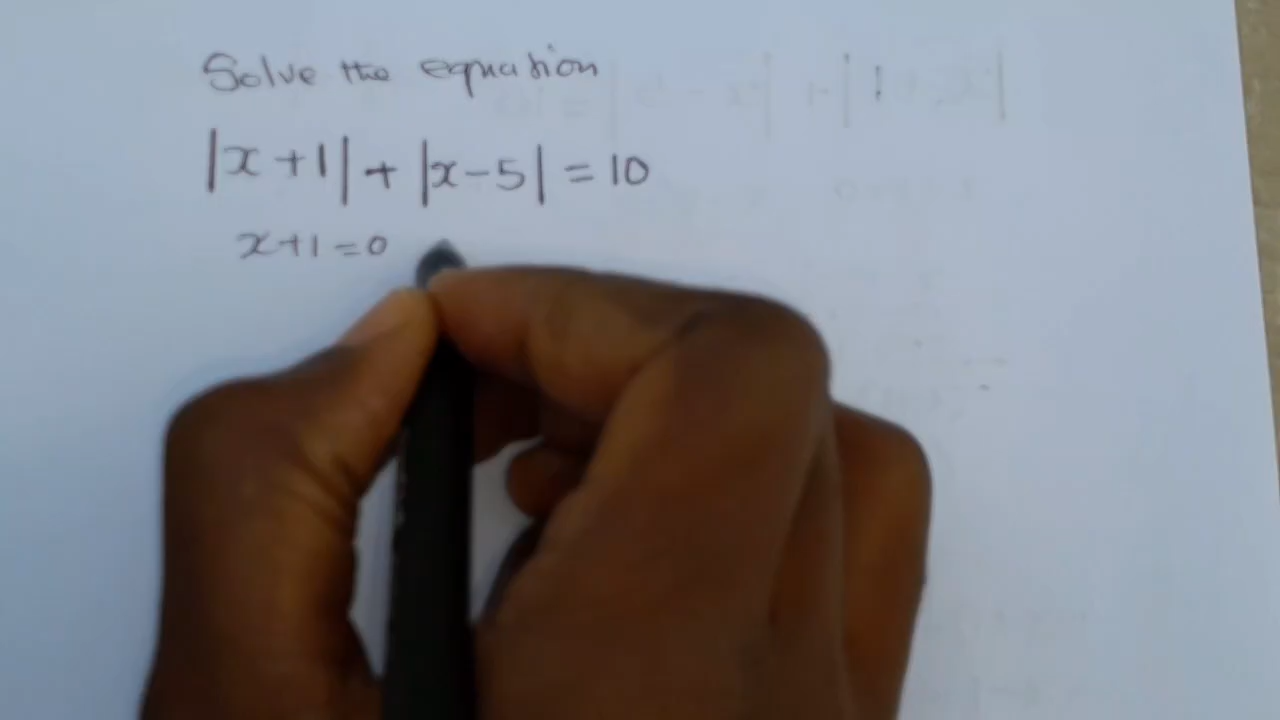 Solve the equation
|x+1| + |x-5| = 10
x+1=0